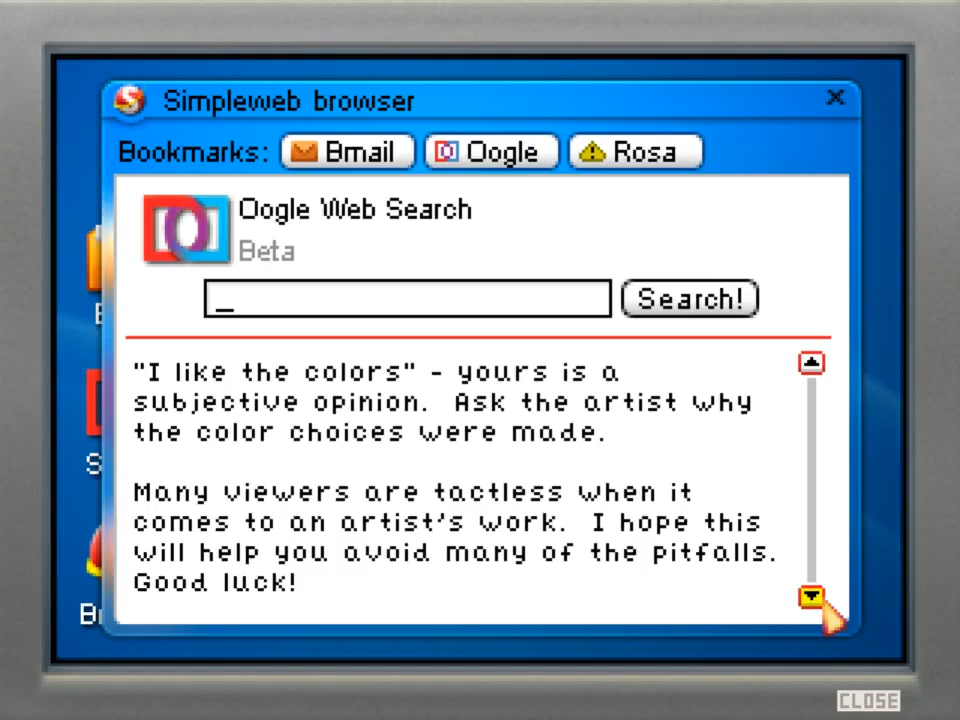 Simpleweb browser
Bookmarks: Bmail Oogle Rosa
Oogle Web Search
Beta
_ Search!
"I like the colors" - yours is a
subjective opinion. Ask the artist why
the color choices were made.
Many viewers are tactless when it
comes to an artist's work. I hope this
will help you avoid many of the pitfalls.
Good luck!
CLOSE